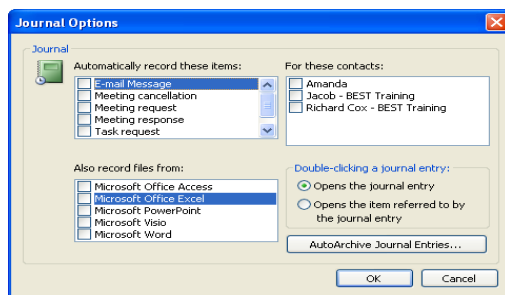 Journal Options
Journal
Automatically record these items:
E-mail Message
Meeting cancellation
Meeting request
Meeting response
Task request
For these contacts:
Amanda
Jacob - BEST Training
Richard Cox - BEST Training
Also record files from:
Microsoft Office Access
Microsoft Office Excel
Microsoft PowerPoint
Microsoft Visio
Microsoft Word
Double-clicking a journal entry:
Opens the journal entry
Opens the item referred to by
the journal entry
AutoArchive Journal Entries...
OK
Cancel